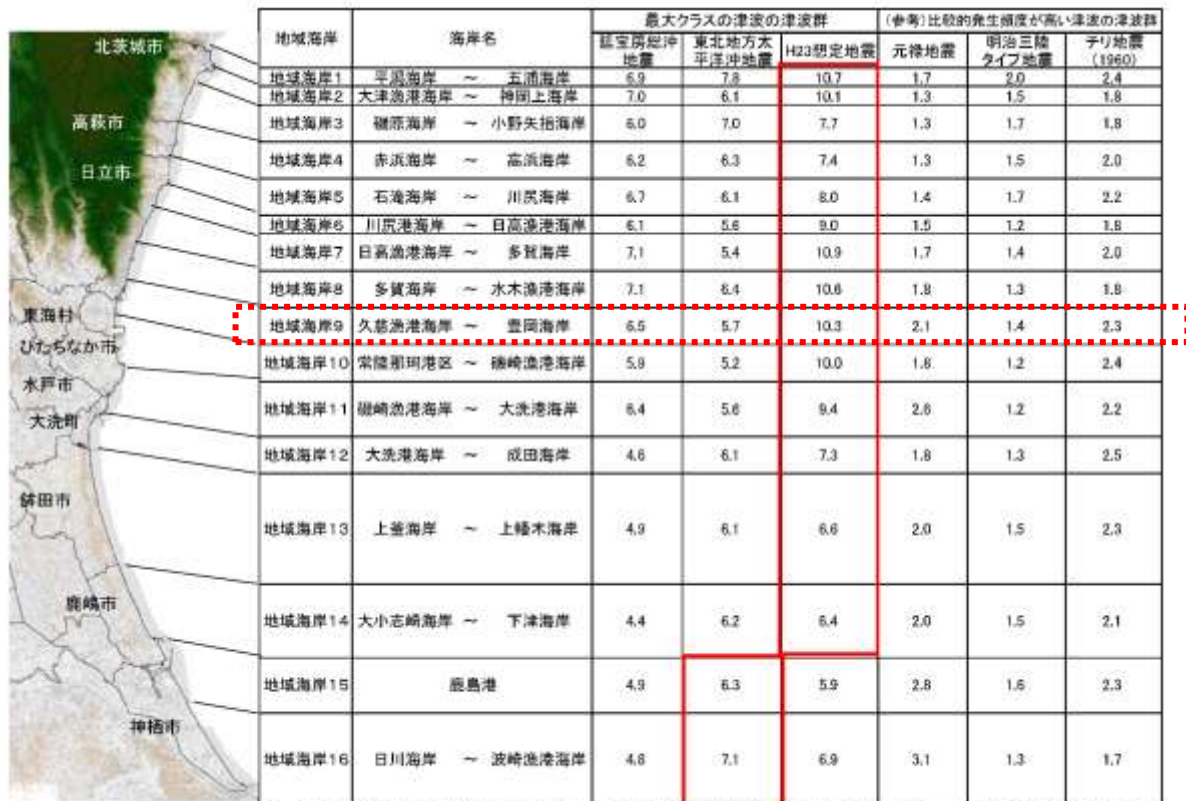 最大クラスの津波の津波群 (参考)比較的発生頻度が高い津波の津波群
地域海岸 海岸名 延宝房総沖地震 東北地方太平洋沖地震 H23想定地震 元禄地震 明治三陸タイプ地震 チリ地震(1960)
地域海岸1 平潟海岸 ～ 五浦海岸 6.9 7.8 10.7 1.7 2.0 2.4
地域海岸2 大津漁港海岸 ～ 神岡上海岸 7.0 6.1 10.1 1.3 1.5 1.8
地域海岸3 磯原海岸 ～ 小野矢指海岸 6.0 7.0 7.7 1.3 1.7 1.8
地域海岸4 赤浜海岸 ～ 高浜海岸 6.2 6.3 7.4 1.3 1.5 2.0
地域海岸5 石滝海岸 ～ 川尻海岸 6.7 6.1 8.0 1.4 1.7 2.2
地域海岸6 川尻港海岸 ～ 日高漁港海岸 6.1 5.6 9.0 1.5 1.2 1.8
地域海岸7 日高漁港海岸 ～ 多賀海岸 7.1 5.4 10.9 1.7 1.4 2.0
地域海岸8 多賀海岸 ～ 水木漁港海岸 7.1 6.4 10.6 1.8 1.3 1.8
地域海岸9 久慈漁港海岸 ～ 豊岡海岸 6.5 5.7 10.3 2.1 1.4 2.3
地域海岸10 常陸那珂港区 ～ 磯崎漁港海岸 5.9 5.2 10.0 1.8 1.2 2.4
地域海岸11 磯崎漁港海岸 ～ 大洗港海岸 6.4 5.6 9.4 2.6 1.2 2.2
地域海岸12 大洗港海岸 ～ 成田海岸 4.6 6.1 7.3 1.8 1.3 2.5
地域海岸13 上釜海岸 ～ 上幡木海岸 4.9 6.1 6.6 2.0 1.5 2.3
地域海岸14 大小志崎海岸 ～ 下津海岸 4.4 6.2 6.4 2.0 1.5 2.1
地域海岸15 鹿島港 4.9 6.3 5.9 2.8 1.6 2.3
地域海岸16 日川海岸 ～ 波崎漁港海岸 4.8 7.1 6.9 3.1 1.3 1.7
北茨城市
高萩市
日立市
東海村
ひたちなか市
水戸市
大洗町
鉾田市
鹿嶋市
神栖市